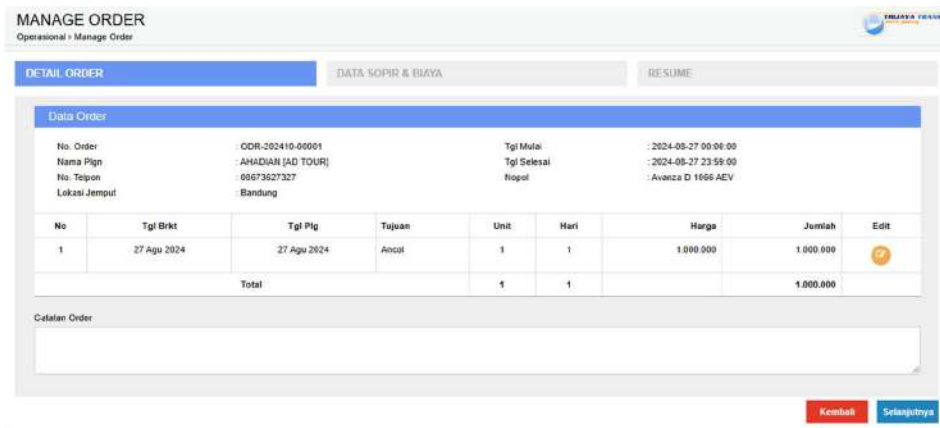 MANAGE ORDER
Operasional › Manage Order
TRIJAYA TRANS
DETAIL ORDER
DATA SOPIR & BIAYA
RESUME
Data Order
No. Order : ODR-202410-00001 Tgl Mulai : 2024-08-27 00:00:00
Nama Plgn : AHADIAN [AD TOUR] Tgl Selesai : 2024-08-27 23:59:00
No. Telpon : 08673627327 Nopol : Avanza D 1066 AEV
Lokasi Jemput : Bandung
No Tgl Brkt Tgl Plg Tujuan Unit Hari Harga Jumlah Edit
1 27 Agu 2024 27 Agu 2024 Ancol 1 1 1.000.000 1.000.000
Total 1 1 1.000.000
Catatan Order
Kembali Selanjutnya